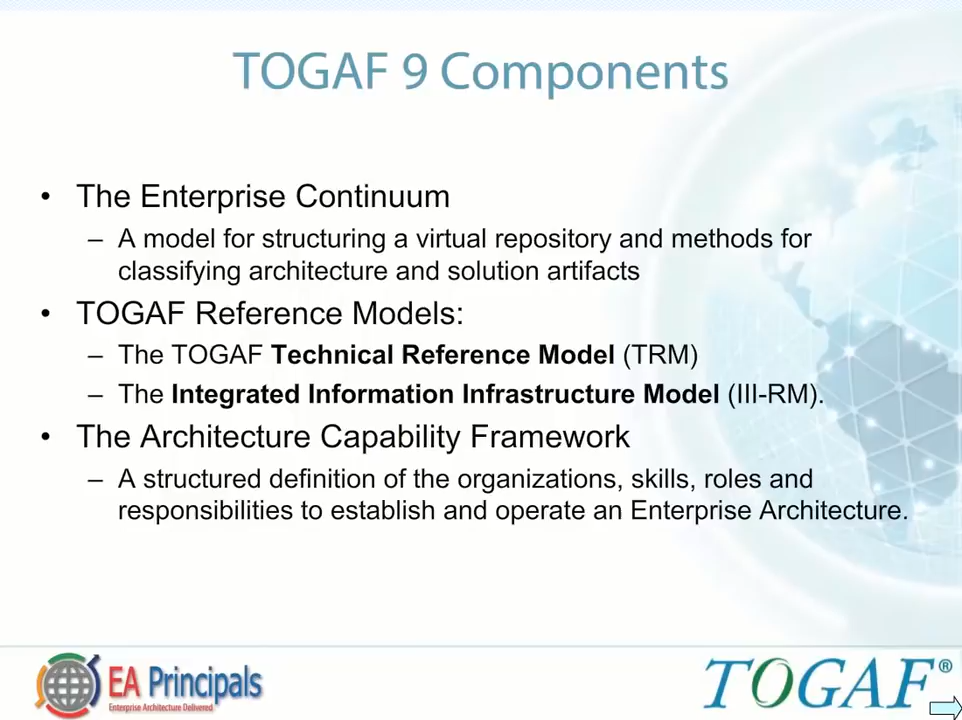 TOGAF 9 Components
• The Enterprise Continuum
– A model for structuring a virtual repository and methods for
classifying architecture and solution artifacts
• TOGAF Reference Models:
– The TOGAF Technical Reference Model (TRM)
– The Integrated Information Infrastructure Model (III-RM).
• The Architecture Capability Framework
– A structured definition of the organizations, skills, roles and
responsibilities to establish and operate an Enterprise Architecture.
EA Principals
Enterprise Architecture Delivered
TOGAF®